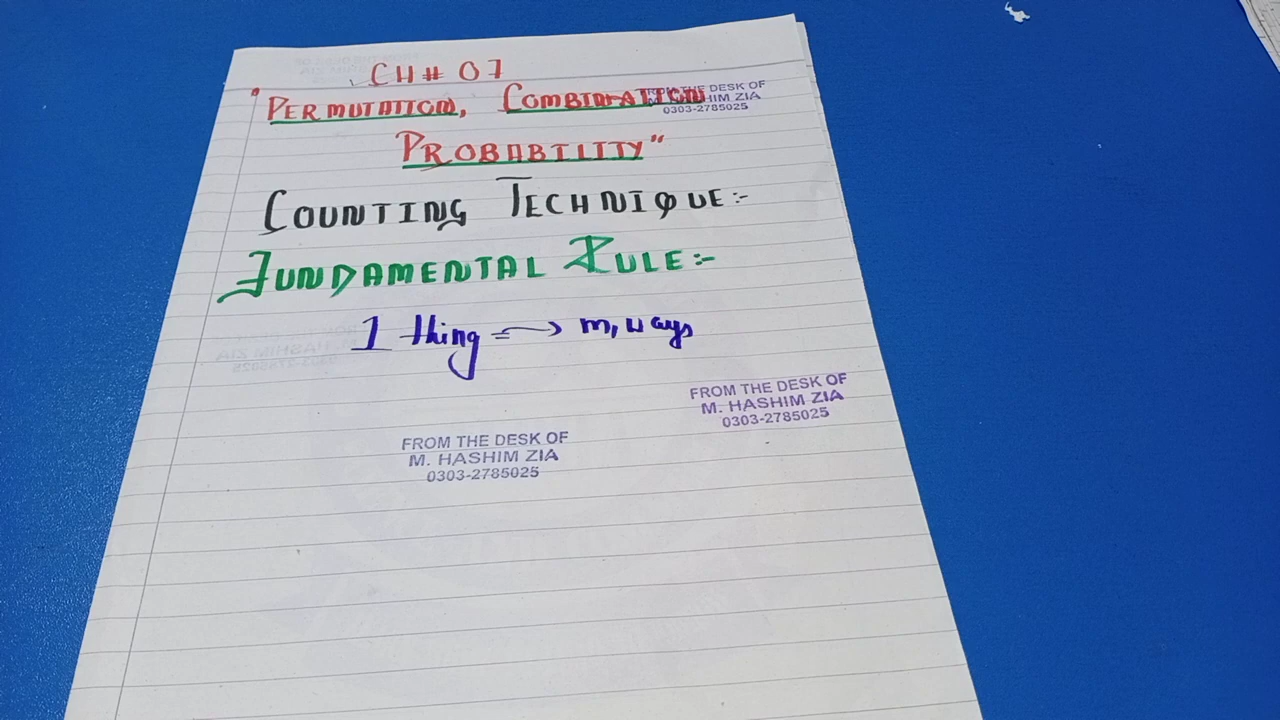 CH # 07
"PERMUTATION, COMBINATION
FROM THE DESK OF
M. HASHIM ZIA
0303-2785025
PROBABILITY"
COUNTING TECHNIQUE:-
FUNDAMENTAL RULE:-
1 thing => m, ways
FROM THE DESK OF
M. HASHIM ZIA
0303-2785025
FROM THE DESK OF
M. HASHIM ZIA
0303-2785025